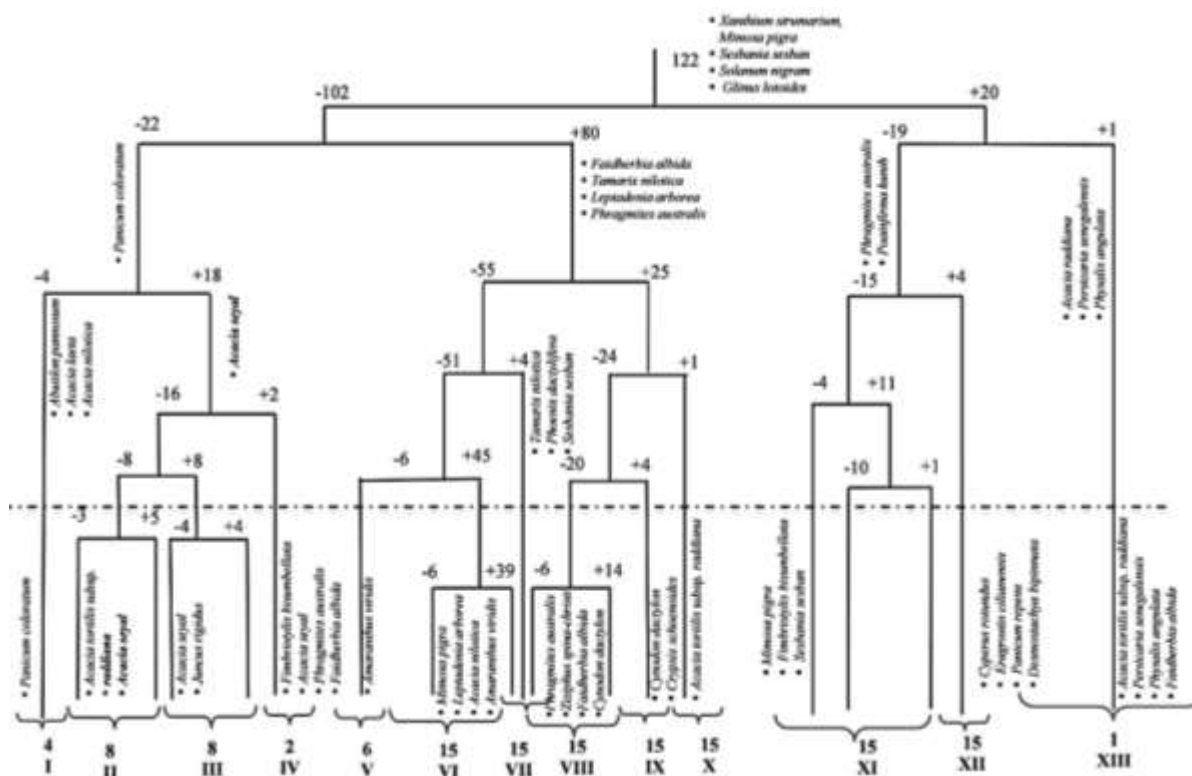 • Xanthium strumarium,
Mimosa pigra
• Sesbania sesban
• Solanum nigram
• Glinus lotoides
122
-102
+20
-22
+80
-19
+1
• Panicum coloratum
• Faidherbia albida
• Tamarix nilotica
• Leptadenia arborea
• Phragmites australis
• Phragmites australis
• Acacia raddiana
• Persicaria senegalensis
• Physalis angulata
-4
+18
-55
+25
-15
+4
• Abutilon pannosum
• Acacia laeta
• Acacia nilotica
• Acacia seyal
-16
+2
-51
+4
-24
+1
-4
+11
• Tamarix nilotica
• Phoenix dactylifera
• Sesbania sesban
-8
+8
-6
+45
-20
+4
-10
+1
-3
+5
-4
+4
-6
+39
-6
+14
• Panicum coloratum
• Acacia tortilis subsp.
• raddiana
• Acacia seyal
• Acacia seyal
• Juncus rigidus
• Fimbristylis bisumbellata
• Acacia seyal
• Phragmites australis
• Faidherbia albida
• Amaranthus viridis
• Mimosa pigra
• Leptadenia arborea
• Acacia nilotica
• Amaranthus viridis
• Phragmites australis
• Ziziphus spina-christi
• Faidherbia albida
• Cynodon dactylon
• Cynodon dactylon
• Crypsis schoenoides
• Acacia tortilis subsp. raddiana
• Mimosa pigra
• Fimbristylis bisumbellata
• Sesbania sesban
• Cyperus rotundus
• Eragrostis cilianensis
• Panicum repens
• Desmostachya bipinnata
• Acacia tortilis subsp. raddiana
• Persicaria senegalensis
• Physalis angulata
• Faidherbia albida
4 8 8 2 6 15 15 15 15 15 15 15 1
I II III IV V VI VII VIII IX X XI XII XIII